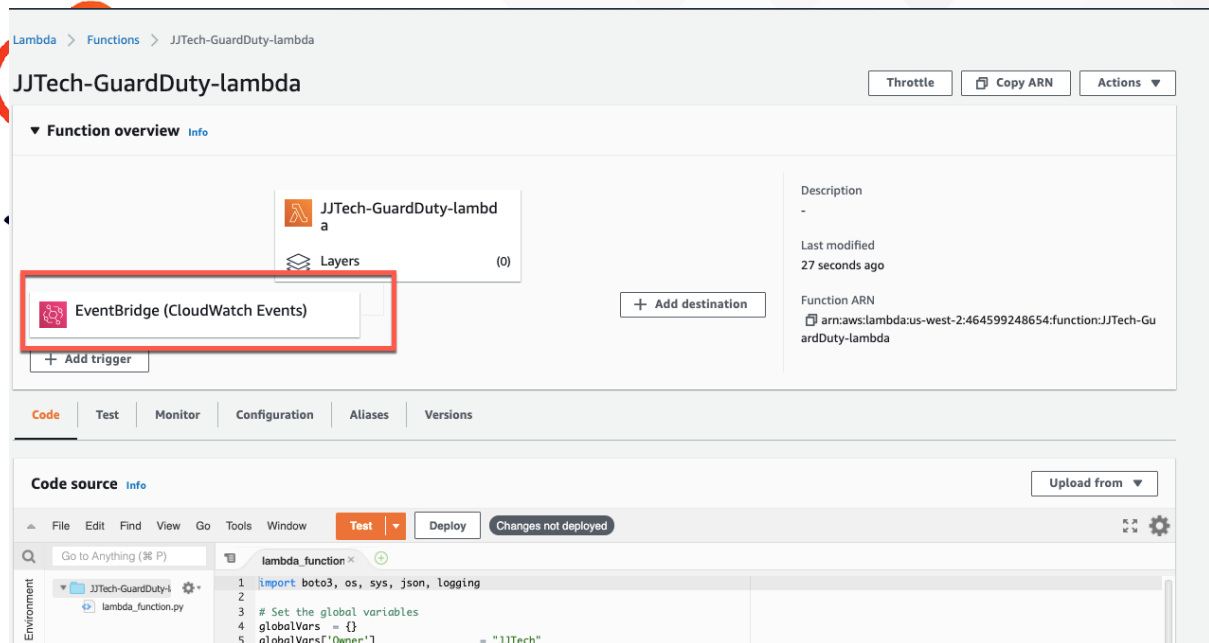 Lambda > Functions > JJTech-GuardDuty-lambda
JJTech-GuardDuty-lambda
Throttle
Copy ARN
Actions
Function overview Info
JJTech-GuardDuty-lambd
a
Layers (0)
EventBridge (CloudWatch Events)
+ Add trigger
+ Add destination
Description
-
Last modified
27 seconds ago
Function ARN
arn:aws:lambda:us-west-2:464599248654:function:JJTech-Gu
ardDuty-lambda
Code Test Monitor Configuration Aliases Versions
Code source Info
Upload from
File Edit Find View Go Tools Window Test Deploy Changes not deployed
Go to Anything (⌘ P)
lambda_function ×
Environment
JJTech-GuardDuty-l
lambda_function.py
1 import boto3, os, sys, json, logging
2
3 # Set the global variables
4 globalVars = {}
5 globalVars['Owner'] = "JJTech"